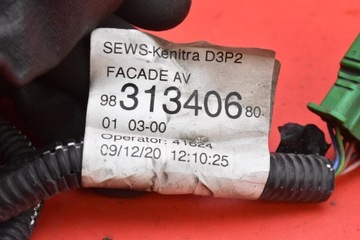 SEWS-Kenitra D3P2
FACADE AV
98 313406 80
01 03-00
Operator: 41624
09/12/20 12:10:25